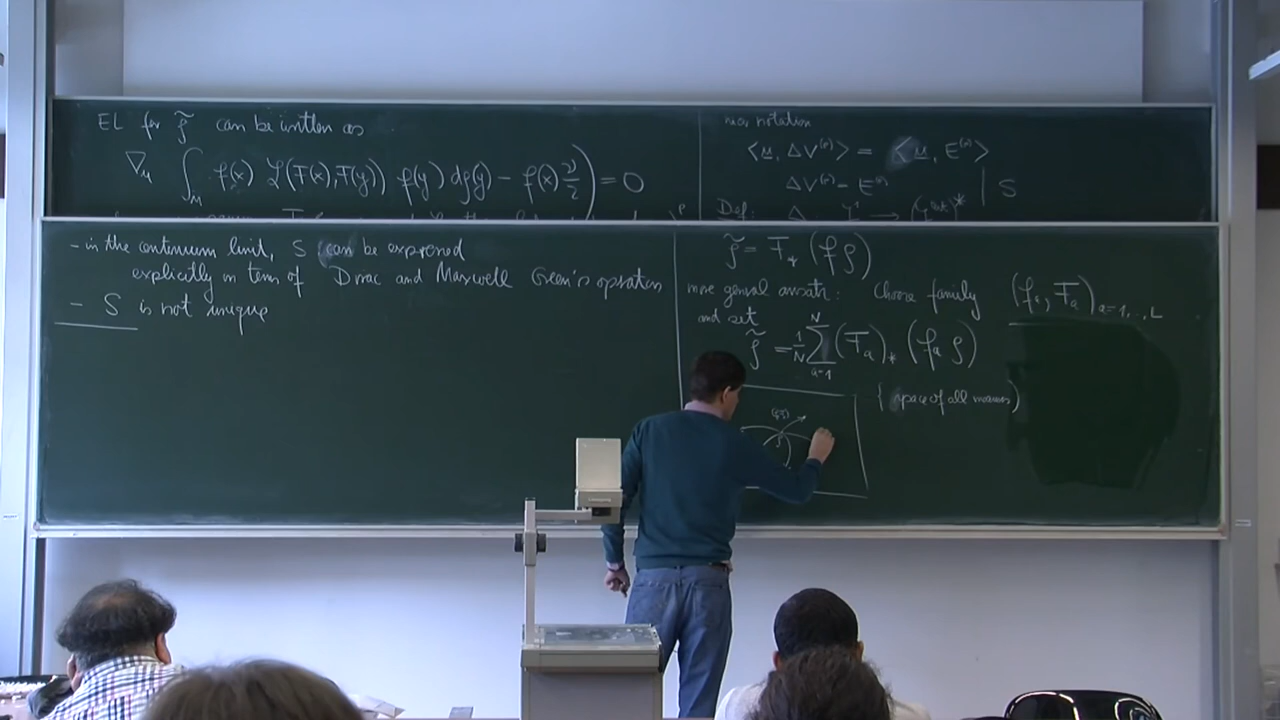 EL for ρ̃ can be written as
∇_u ( ∫_M f(x) ℒ(F(x), F(y)) f(y) dρ(y) − f(x) ν/2 ) = 0
notation
<u, ΔV^(p)> = <u, E^(p)>
ΔV^(p) = E^(p) | S
Def: Δ
- in the continuum limit, S can be expressed
explicitly in terms of Dirac and Maxwell Green's operators
- S is not unique
ρ̃ = F_* (f ρ)
more general ansatz: Choose family (f_a, F_a)_{a=1,..,L}
and set
ρ̃ = 1/N Σ_{a=1}^N (F_a)_* (f_a ρ)
{ space of all measures }